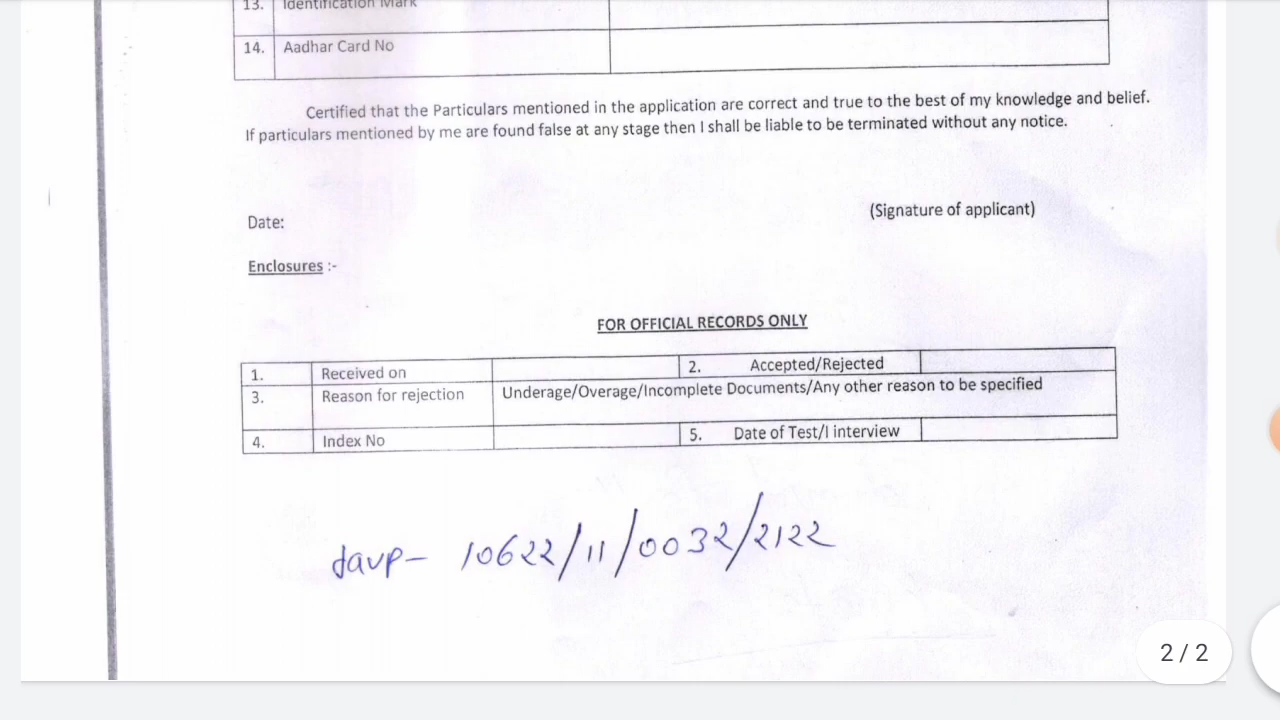 13. Identification Mark
14. Aadhar Card No
Certified that the Particulars mentioned in the application are correct and true to the best of my knowledge and belief.
If particulars mentioned by me are found false at any stage then I shall be liable to be terminated without any notice.
(Signature of applicant)
Date:
Enclosures :-
FOR OFFICIAL RECORDS ONLY
1. Received on 2. Accepted/Rejected
3. Reason for rejection Underage/Overage/Incomplete Documents/Any other reason to be specified
4. Index No 5. Date of Test/I interview
davp- 10622/11/0032/2122
2 / 2